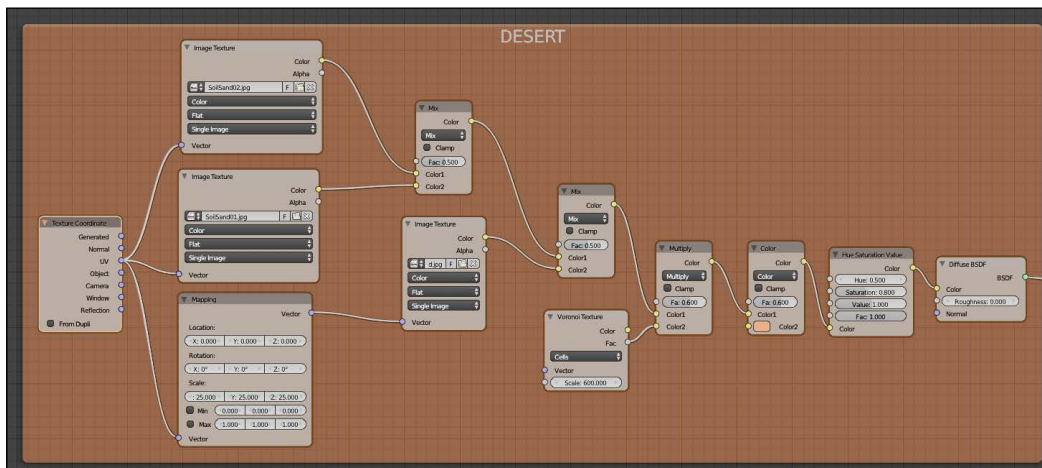 DESERT
Image Texture
Color
Alpha
SoilSand02.jpg F
Color
Flat
Single Image
Vector
Image Texture
Color
Alpha
SoilSand01.jpg F
Color
Flat
Single Image
Vector
Texture Coordinate
Generated
Normal
UV
Object
Camera
Window
Reflection
From Dupli
Mapping
Vector
Location:
X: 0.000 Y: 0.000 Z: 0.000
Rotation:
X: 0° Y: 0° Z: 0°
Scale:
: 25.000 Y: 25.000 Z: 25.000
Min 0.000 0.000 0.000
Max 1.000 1.000 1.000
Vector
Mix
Color
Mix
Clamp
Fac: 0.500
Color1
Color2
Image Texture
Color
Alpha
d.jpg F
Color
Flat
Single Image
Vector
Mix
Color
Mix
Clamp
Fac: 0.500
Color1
Color2
Voronoi Texture
Color
Fac
Cells
Vector
Scale: 600.000
Multiply
Color
Multiply
Clamp
Fa: 0.600
Color1
Color2
Color
Color
Color
Clamp
Fa: 0.600
Color1
Color2
Hue Saturation Value
Color
Hue: 0.500
Saturation: 0.800
Value: 1.000
Fac: 1.000
Color
Diffuse BSDF
BSDF
Color
Roughness: 0.000
Normal